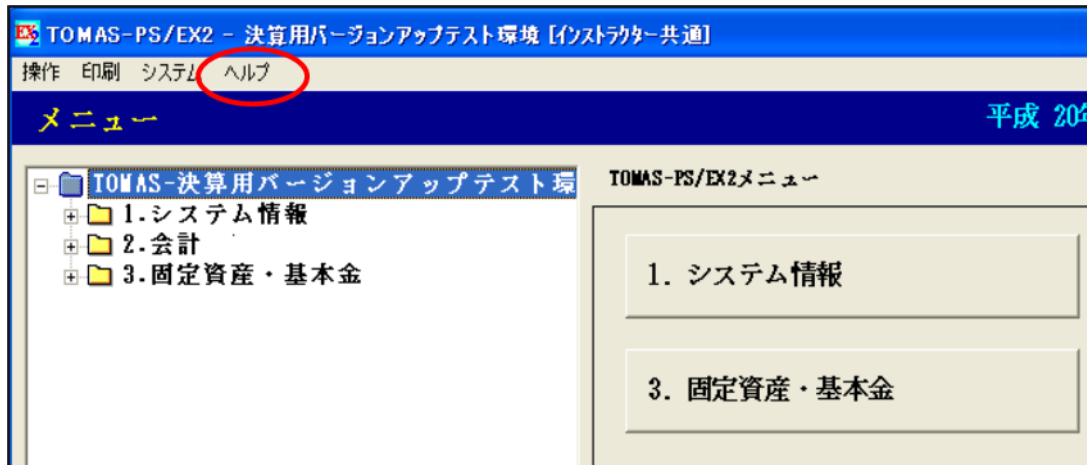 TOMAS-PS/EX2 - 決算用バージョンアップテスト環境 [インストラクター共通]
操作 印刷 システム ヘルプ
メニュー
平成 20年
TOMAS-決算用バージョンアップテスト環
1.システム情報
2.会計
3.固定資産・基本金
TOMAS-PS/EX2メニュー
1. システム情報
3. 固定資産・基本金